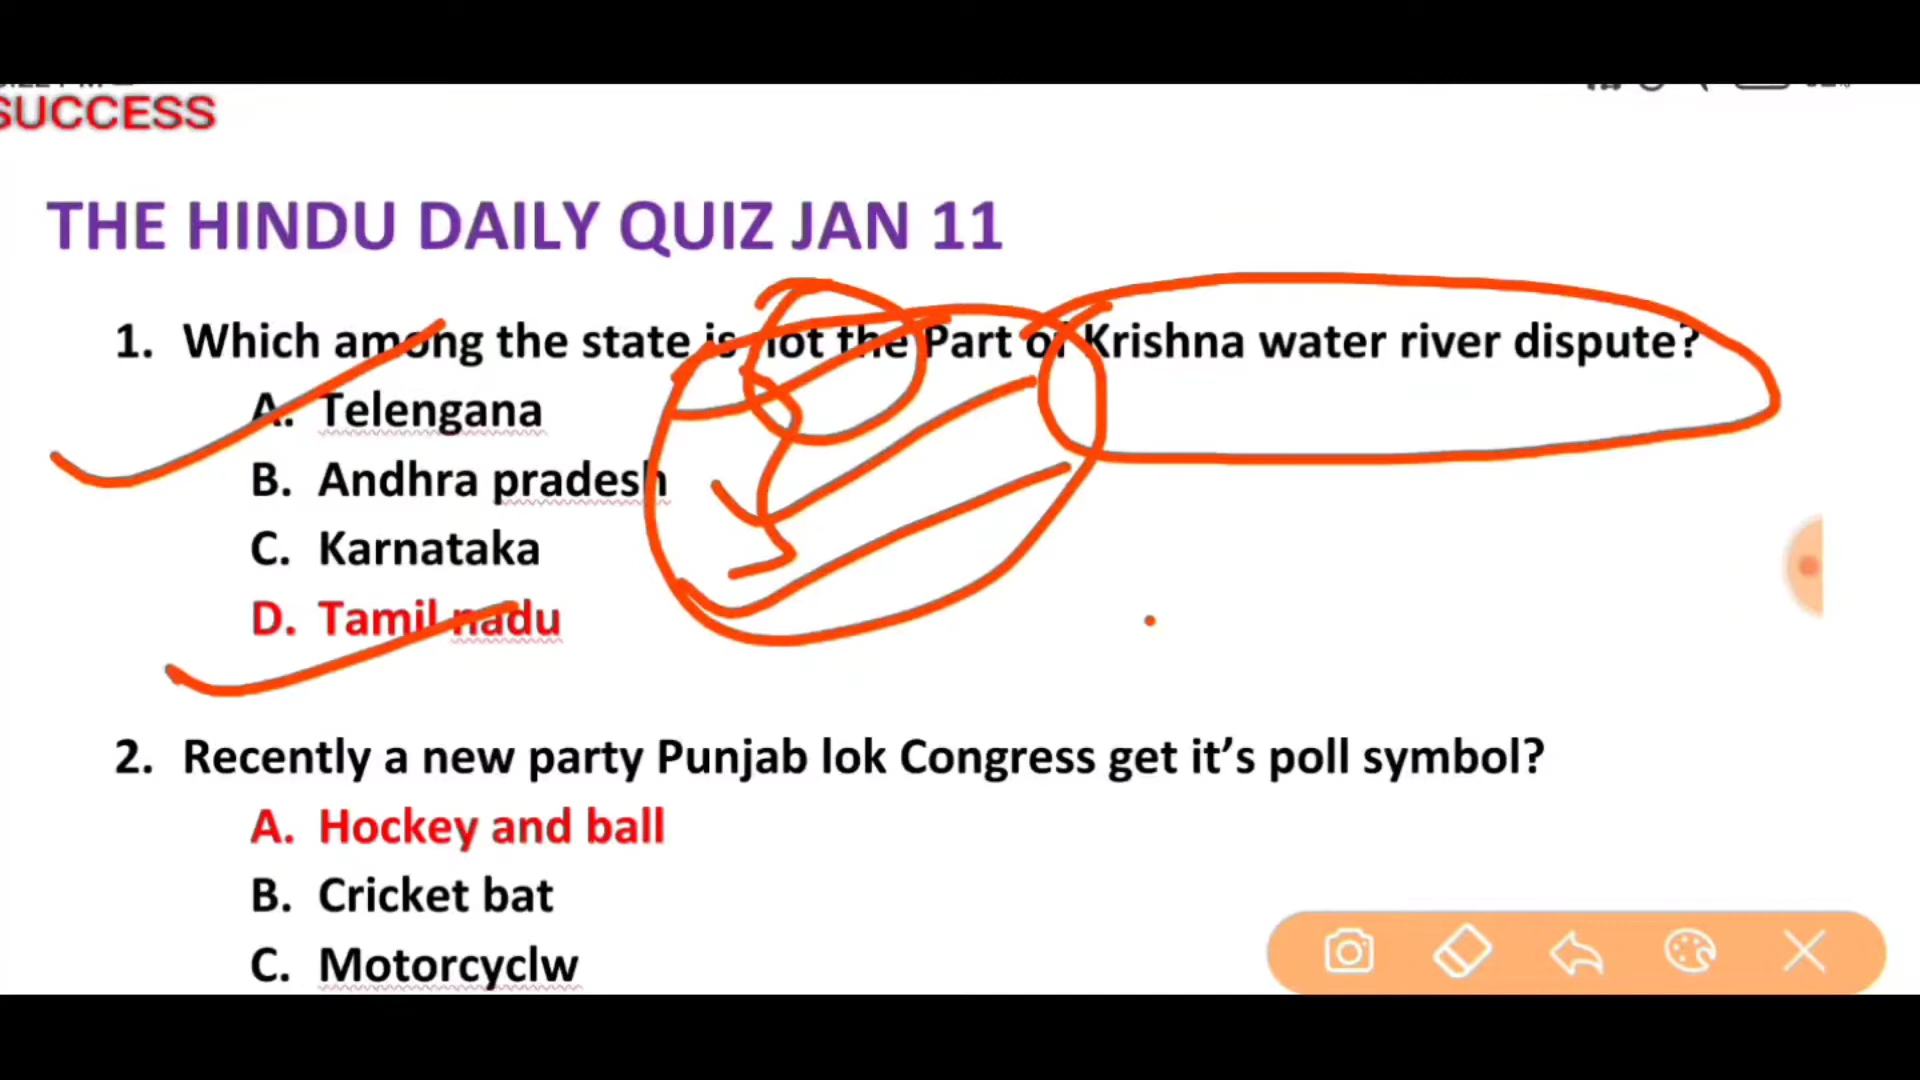 SUCCESS
THE HINDU DAILY QUIZ JAN 11
1. Which among the state is not the Part of Krishna water river dispute?
A. Telengana
B. Andhra pradesh
C. Karnataka
D. Tamil nadu
2. Recently a new party Punjab lok Congress get it’s poll symbol?
A. Hockey and ball
B. Cricket bat
C. Motorcyclw